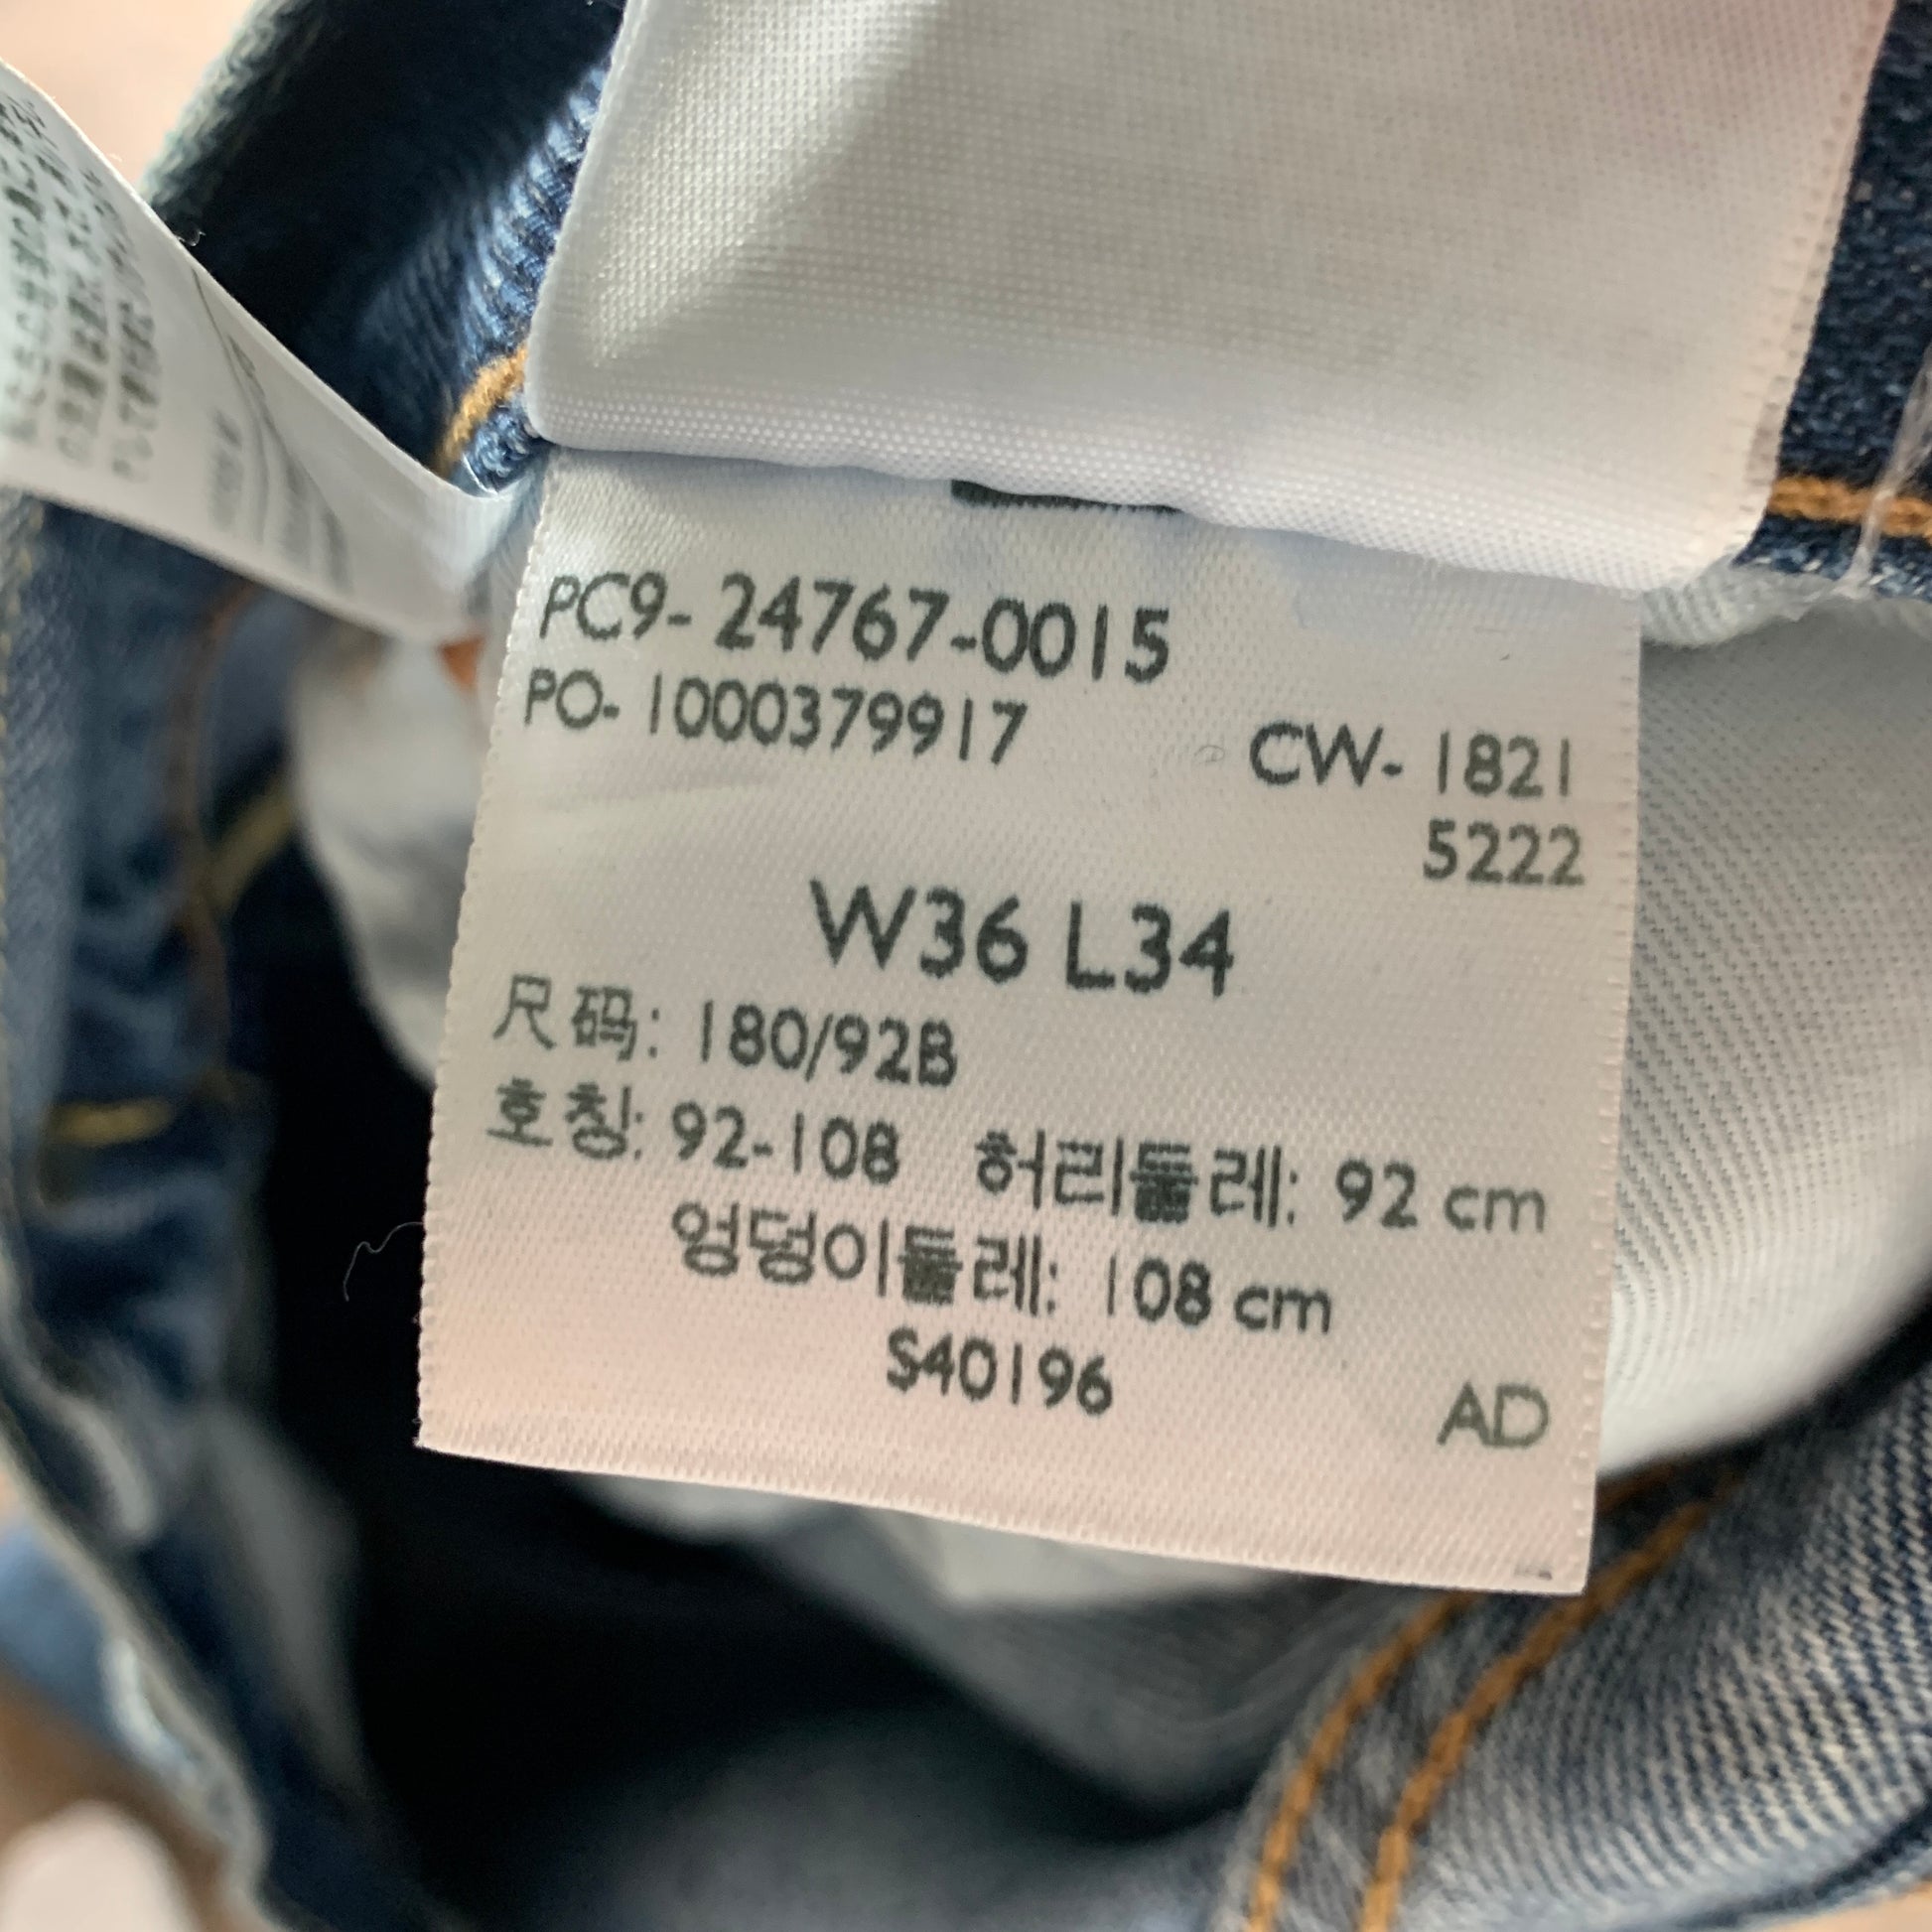 PC9- 24767-0015
PO- 1000379917 CW- 1821
5222
W36 L34
尺码: 180/92B
호칭: 92-108 허리둘레: 92 cm
엉덩이둘레: 108 cm
S40196 AD